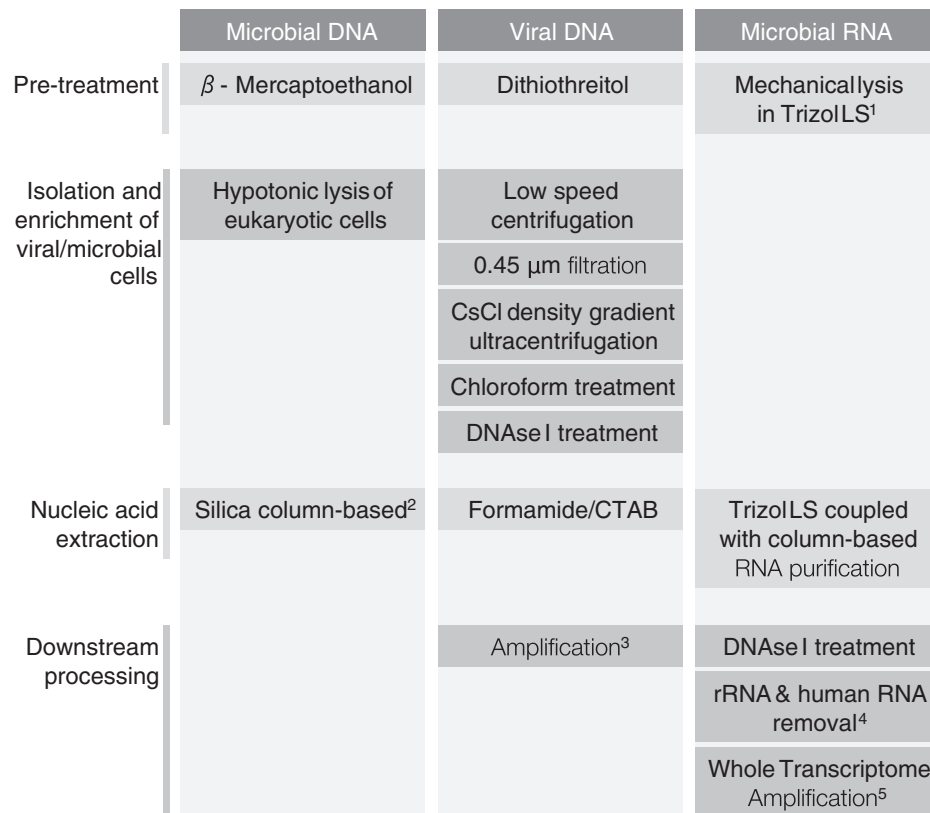 Microbial DNA
Viral DNA
Microbial RNA
Pre-treatment
β - Mercaptoethanol
Dithiothreitol
Mechanical lysis
in Trizol LS¹
Isolation and
enrichment of
viral/microbial
cells
Hypotonic lysis of
eukaryotic cells
Low speed
centrifugation
0.45 µm filtration
CsCl density gradient
ultracentrifugation
Chloroform treatment
DNAse I treatment
Nucleic acid
extraction
Silica column-based²
Formamide/CTAB
Trizol LS coupled
with column-based
RNA purification
Downstream
processing
Amplification³
DNAse I treatment
rRNA & human RNA
removal⁴
Whole Transcriptome
Amplification⁵